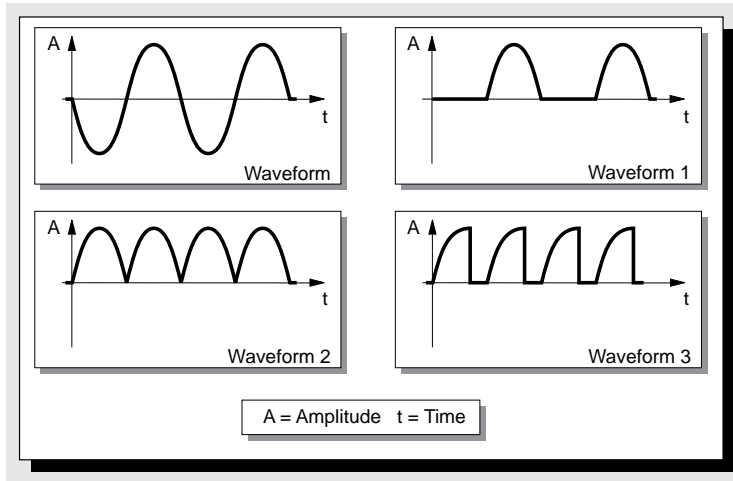 A
t
Waveform
A
t
Waveform 1
A
t
Waveform 2
A
t
Waveform 3
A = Amplitude t = Time